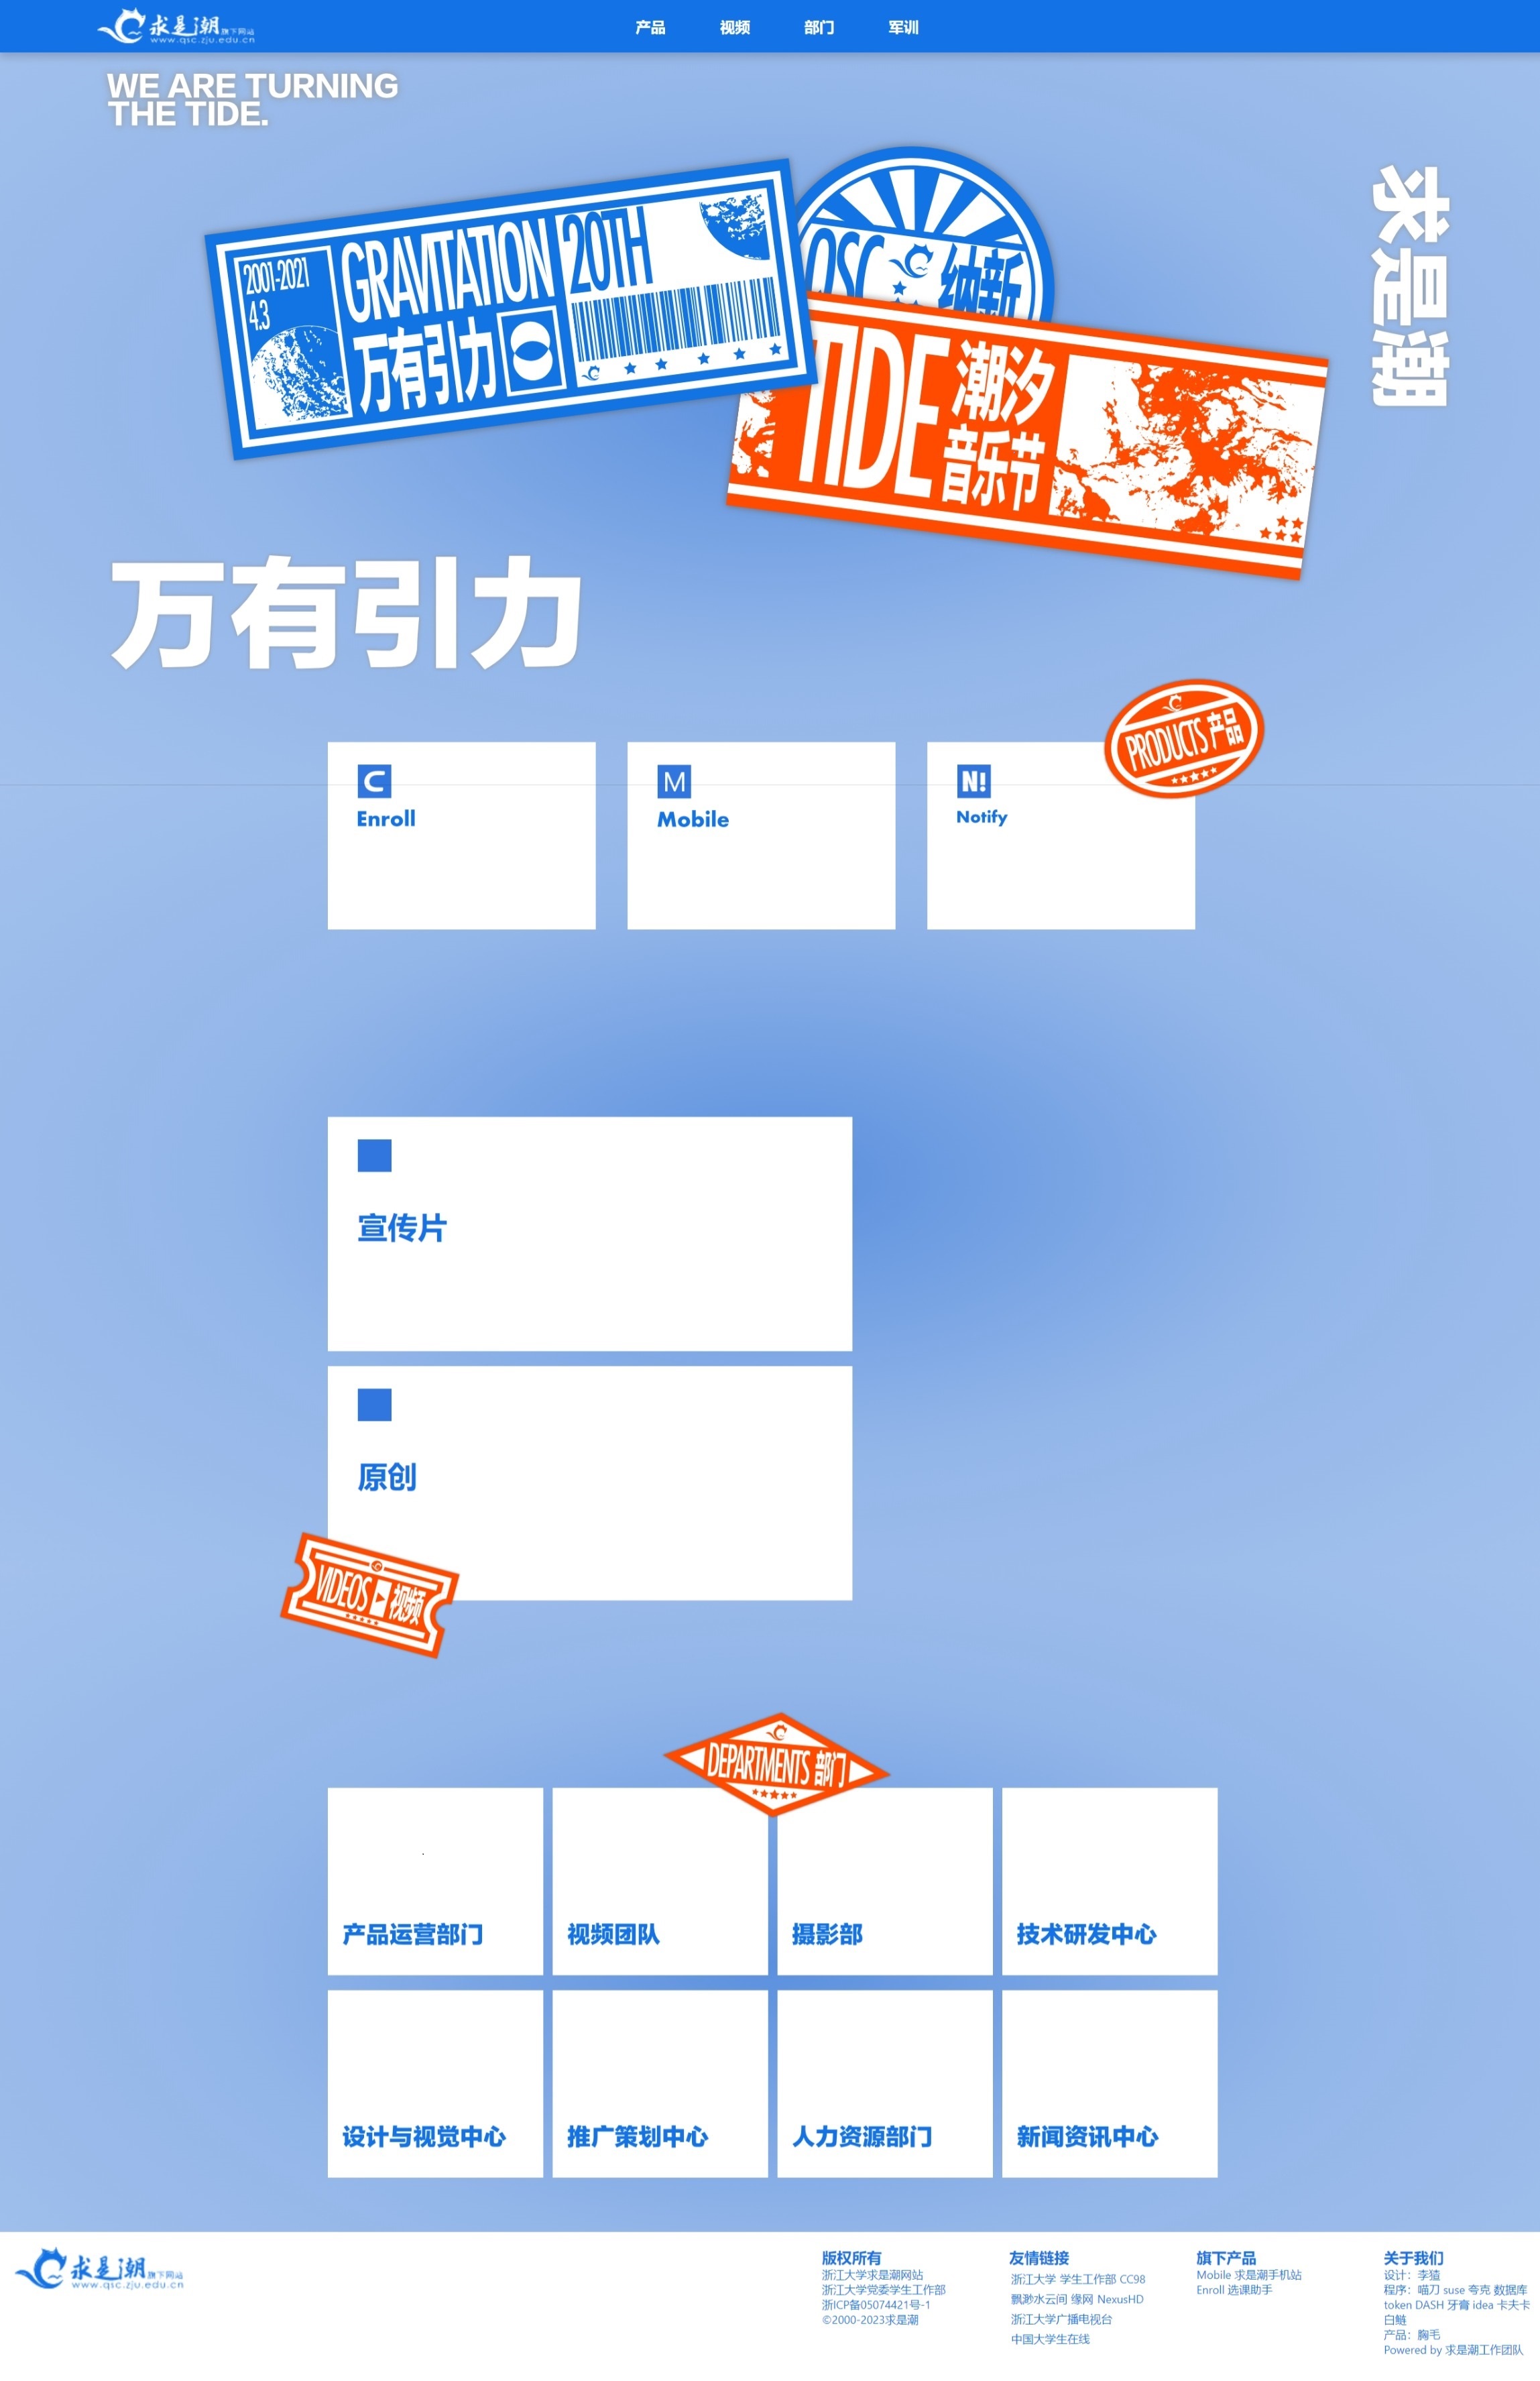 求是潮旗下网站
www.qsc.zju.edu.cn
产品 视频 部门 军训
WE ARE TURNING
THE TIDE.
求是潮
2001-2021
4.3
GRAVITATION 20TH
万有引力
QSC 纳新
TIDE 潮汐
音乐节
万有引力
PRODUCTS 产品
C
Enroll
M
Mobile
N!
Notify
宣传片
原创
VIDEOS 视频
DEPARTMENTS 部门
产品运营部门
视频团队
摄影部
技术研发中心
设计与视觉中心
推广策划中心
人力资源部门
新闻资讯中心
求是潮旗下网站
www.qsc.zju.edu.cn
版权所有
浙江大学求是潮网站
浙江大学党委学生工作部
浙ICP备05074421号-1
©2000-2023求是潮
友情链接
浙江大学 学生工作部 CC98
飘渺水云间 缘网 NexusHD
浙江大学广播电视台
中国大学生在线
旗下产品
Mobile 求是潮手机站
Enroll 选课助手
关于我们
设计：李猹
程序：喵刀 suse 夸克 数据库
token DASH 牙膏 idea 卡夫卡
白鲢
产品：胸毛
Powered by 求是潮工作团队